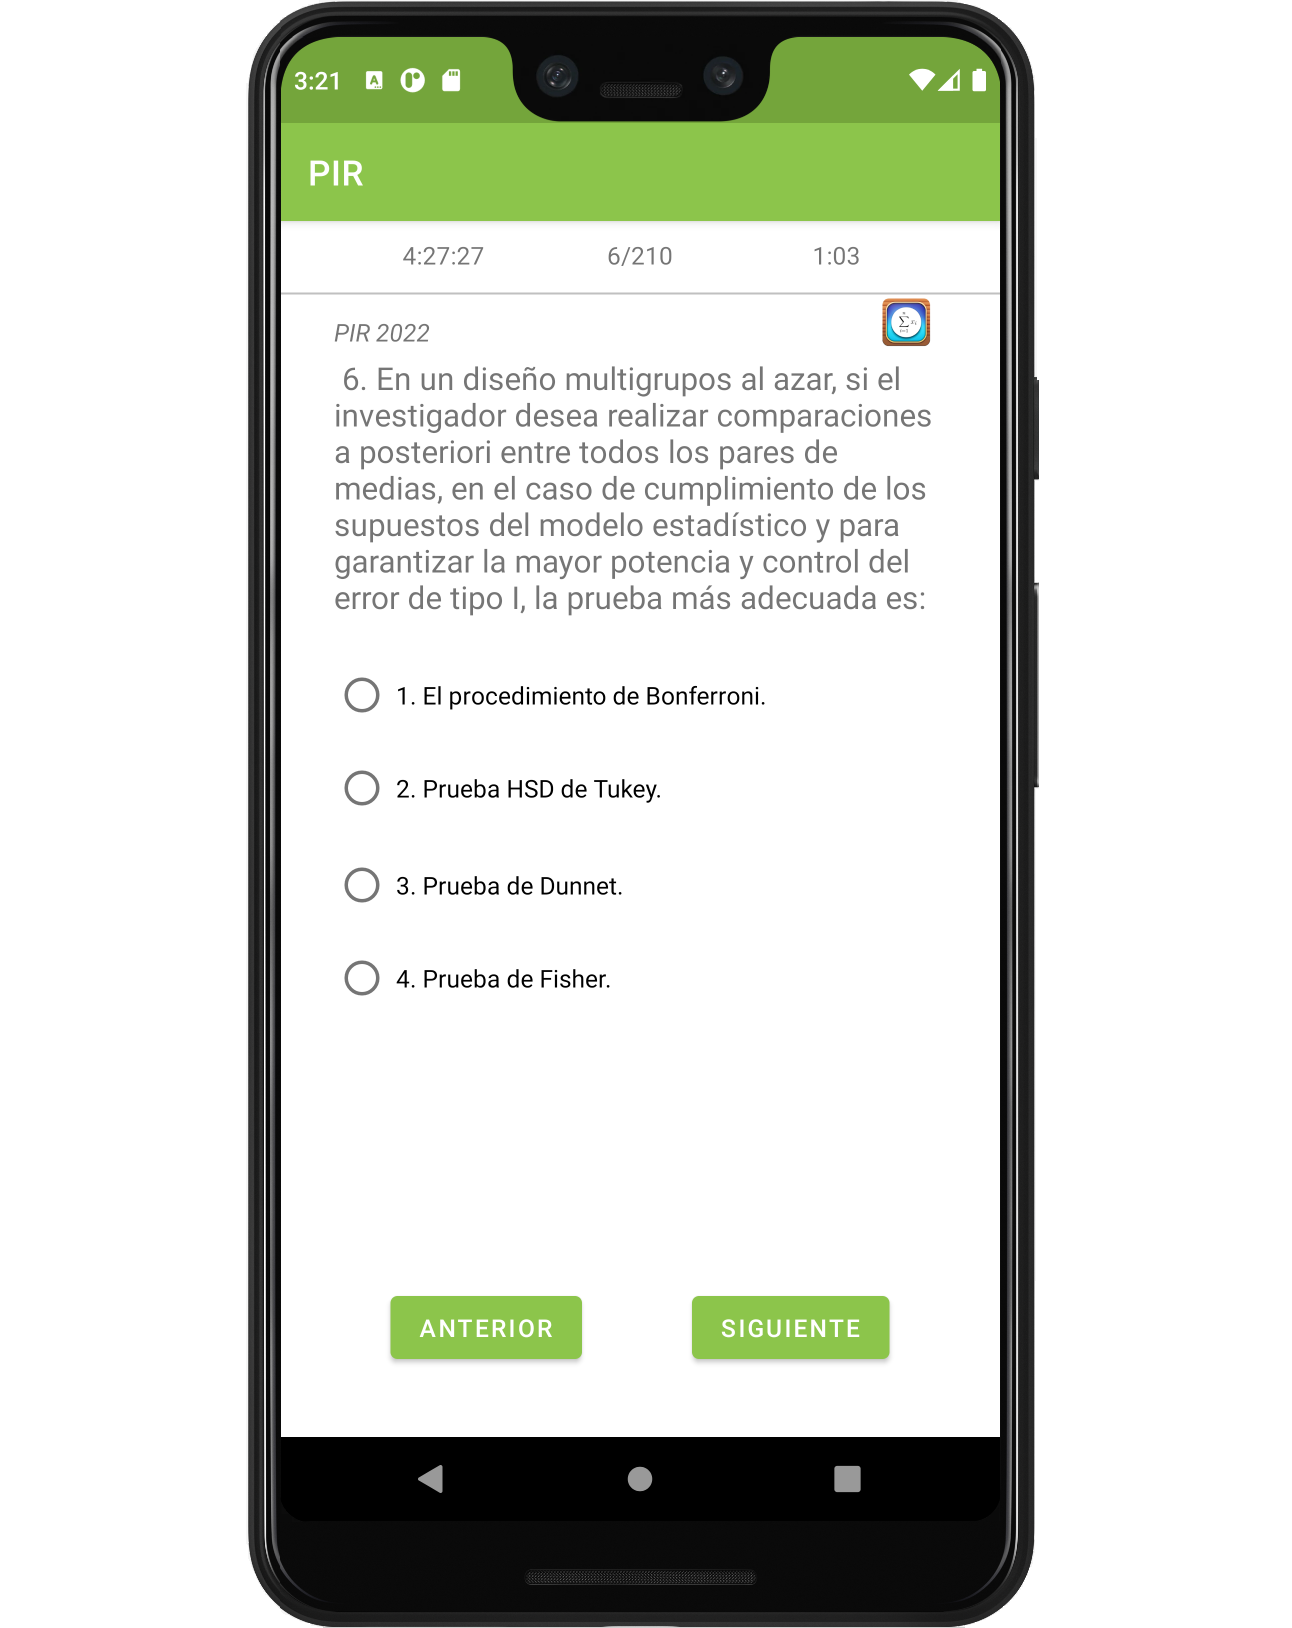 3:21
PIR
4:27:27 6/210 1:03
PIR 2022
6. En un diseño multigrupos al azar, si el
investigador desea realizar comparaciones
a posteriori entre todos los pares de
medias, en el caso de cumplimiento de los
supuestos del modelo estadístico y para
garantizar la mayor potencia y control del
error de tipo I, la prueba más adecuada es:
1. El procedimiento de Bonferroni.
2. Prueba HSD de Tukey.
3. Prueba de Dunnet.
4. Prueba de Fisher.
ANTERIOR SIGUIENTE